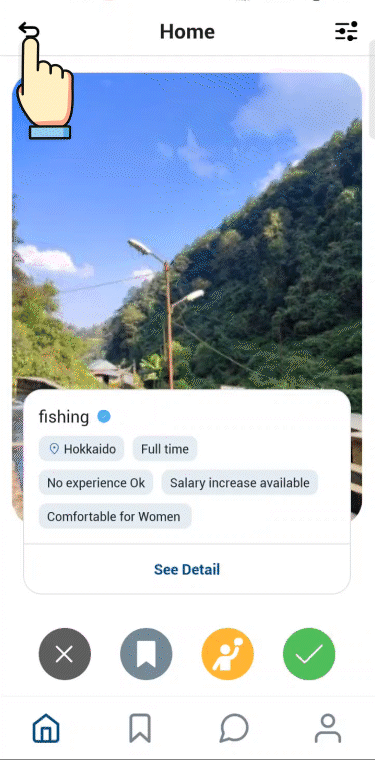 Home
fishing
Hokkaido
Full time
No experience Ok
Salary increase available
Comfortable for Women
See Detail